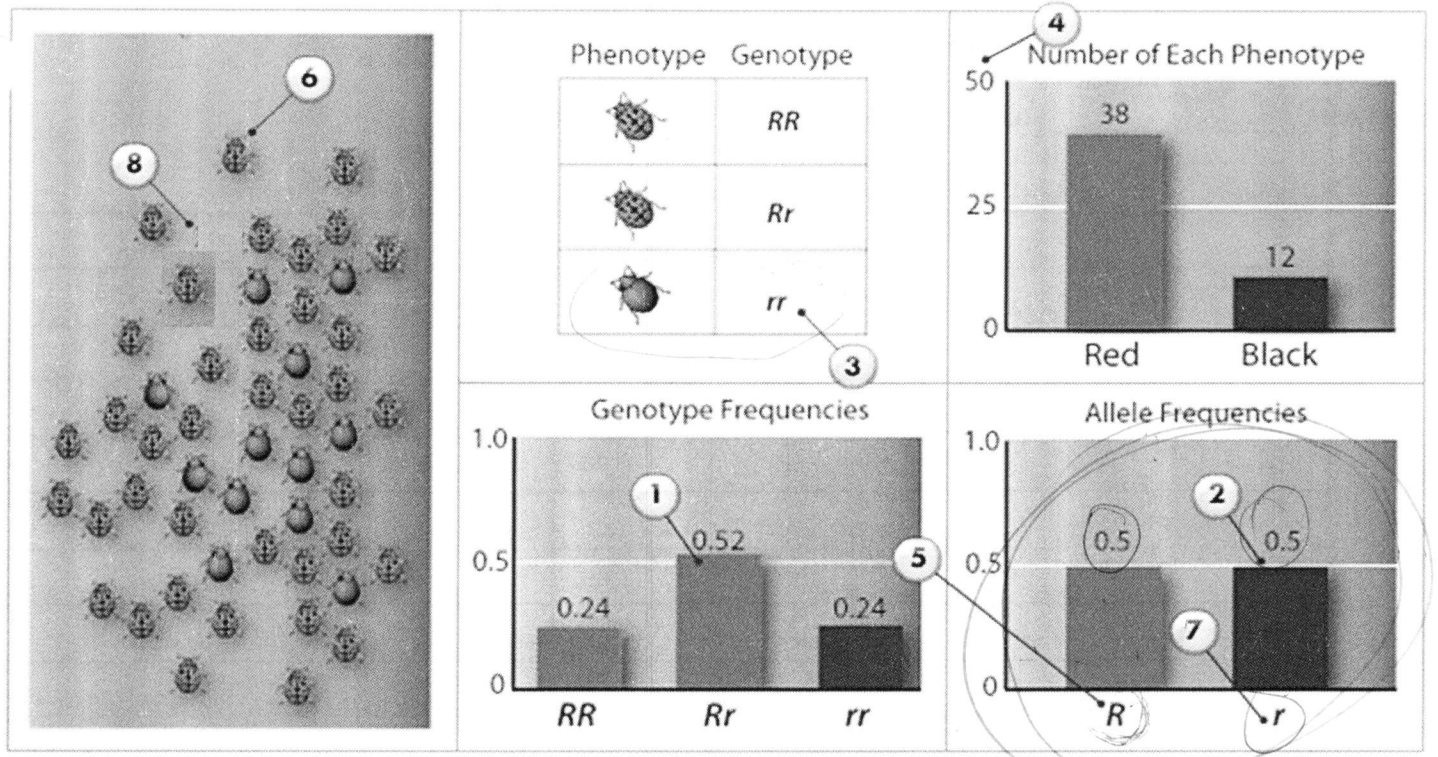 6
8
Phenotype Genotype
RR
Rr
rr
3
4
Number of Each Phenotype
50
38
25
12
0
Red Black
Genotype Frequencies
1.0
1
0.52
0.5
0.24 0.24
0
RR Rr rr
Allele Frequencies
1.0
2
0.5 0.5
0.5
5
7
0
R r